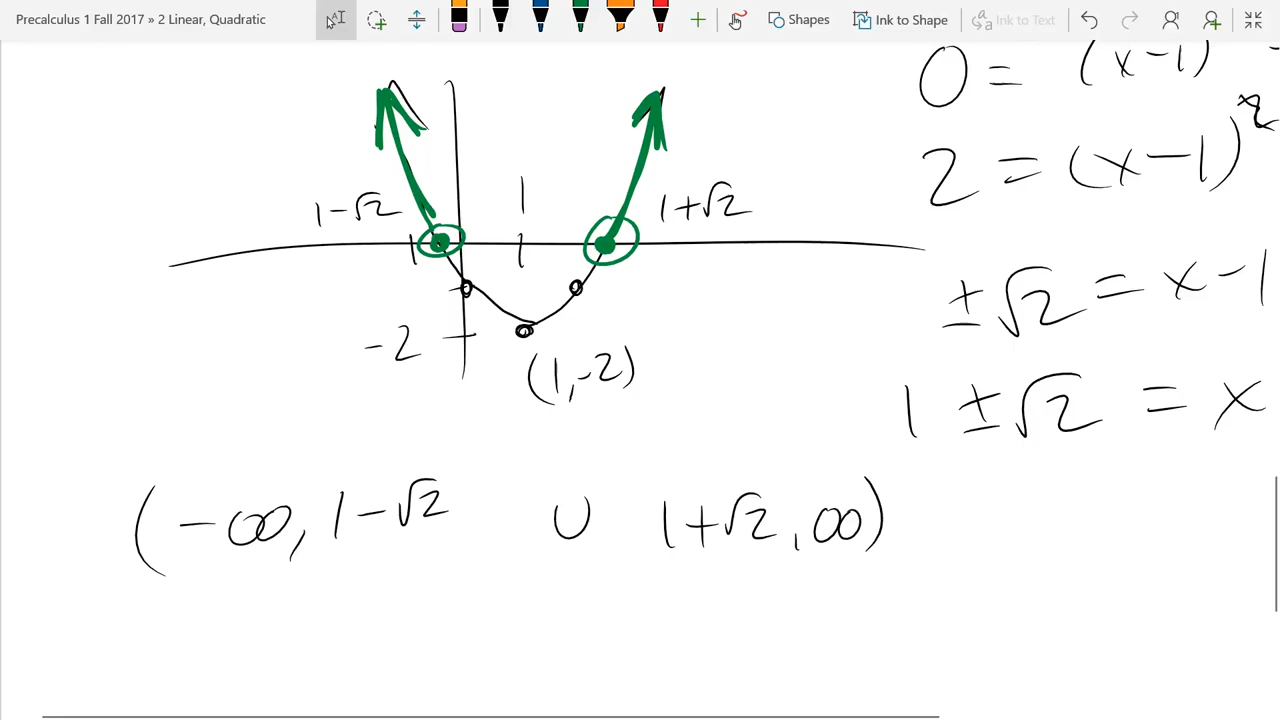 Precalculus 1 Fall 2017 » 2 Linear, Quadratic
Shapes
Ink to Shape
Ink to Text
0 = (x-1)
2 = (x-1)²
1-√2
1
1+√2
±√2 = x-1
-2
(1,-2)
1 ±√2 = x
(-∞, 1-√2 ∪ 1+√2, ∞)